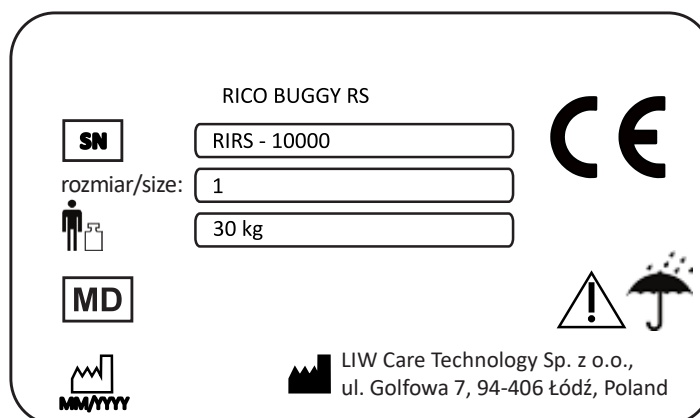 RICO BUGGY RS
SN
RIRS - 10000
CE
rozmiar/size:
1
30 kg
MD
MM/YYYY
LIW Care Technology Sp. z o.o.,
ul. Golfowa 7, 94-406 Łódź, Poland